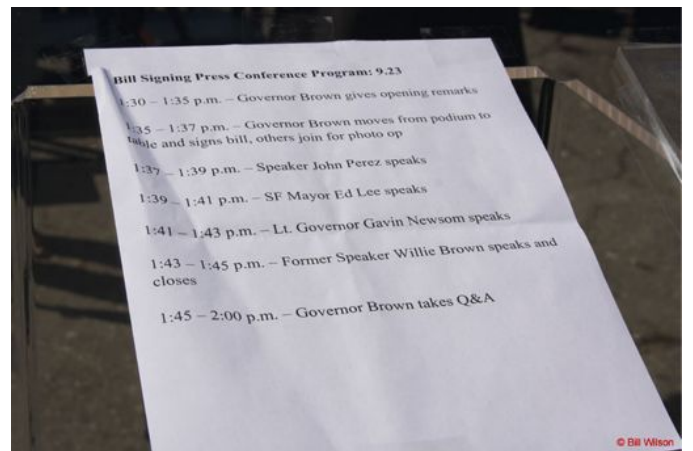 Bill Signing Press Conference Program: 9.23
1:30 – 1:35 p.m. – Governor Brown gives opening remarks
1:35 – 1:37 p.m. – Governor Brown moves from podium to
table and signs bill, others join for photo op
1:37 – 1:39 p.m. – Speaker John Perez speaks
1:39 – 1:41 p.m. – SF Mayor Ed Lee speaks
1:41 – 1:43 p.m. – Lt. Governor Gavin Newsom speaks
1:43 – 1:45 p.m. – Former Speaker Willie Brown speaks and
closes
1:45 – 2:00 p.m. – Governor Brown takes Q&A
© Bill Wilson